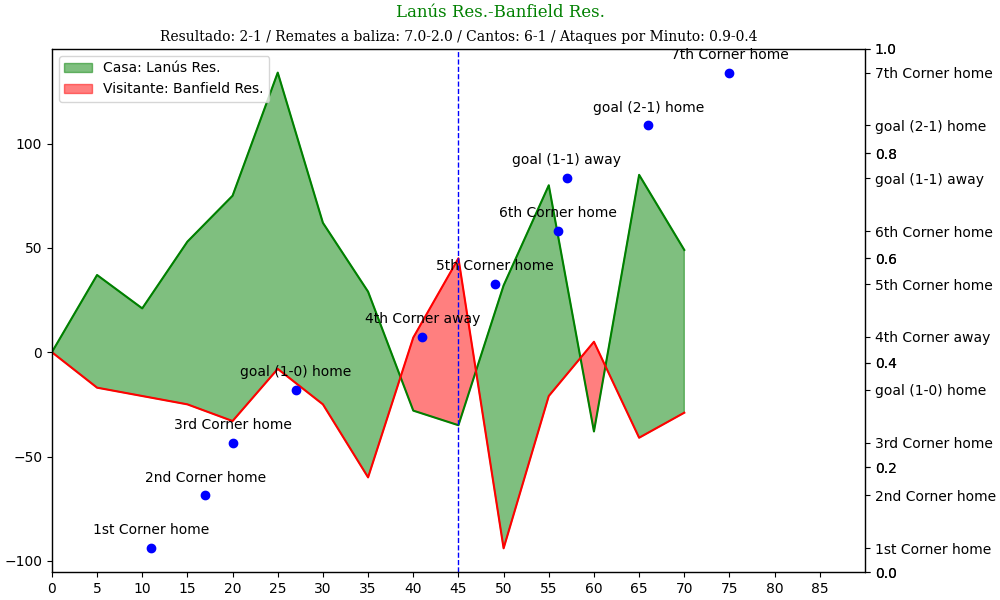 Lanús Res.-Banfield Res.
Resultado: 2-1 / Remates a baliza: 7.0-2.0 / Cantos: 6-1 / Ataques por Minuto: 0.9-0.4
Casa: Lanús Res.
Visitante: Banfield Res.
7th Corner home
goal (2-1) home
goal (1-1) away
6th Corner home
5th Corner home
4th Corner away
goal (1-0) home
3rd Corner home
2nd Corner home
1st Corner home
100
50
0
−50
−100
1.0
7th Corner home
goal (2-1) home
0.8
goal (1-1) away
6th Corner home
0.6
5th Corner home
4th Corner away
0.4
goal (1-0) home
3rd Corner home
0.2
2nd Corner home
1st Corner home
0.0
0 5 10 15 20 25 30 35 40 45 50 55 60 65 70 75 80 85